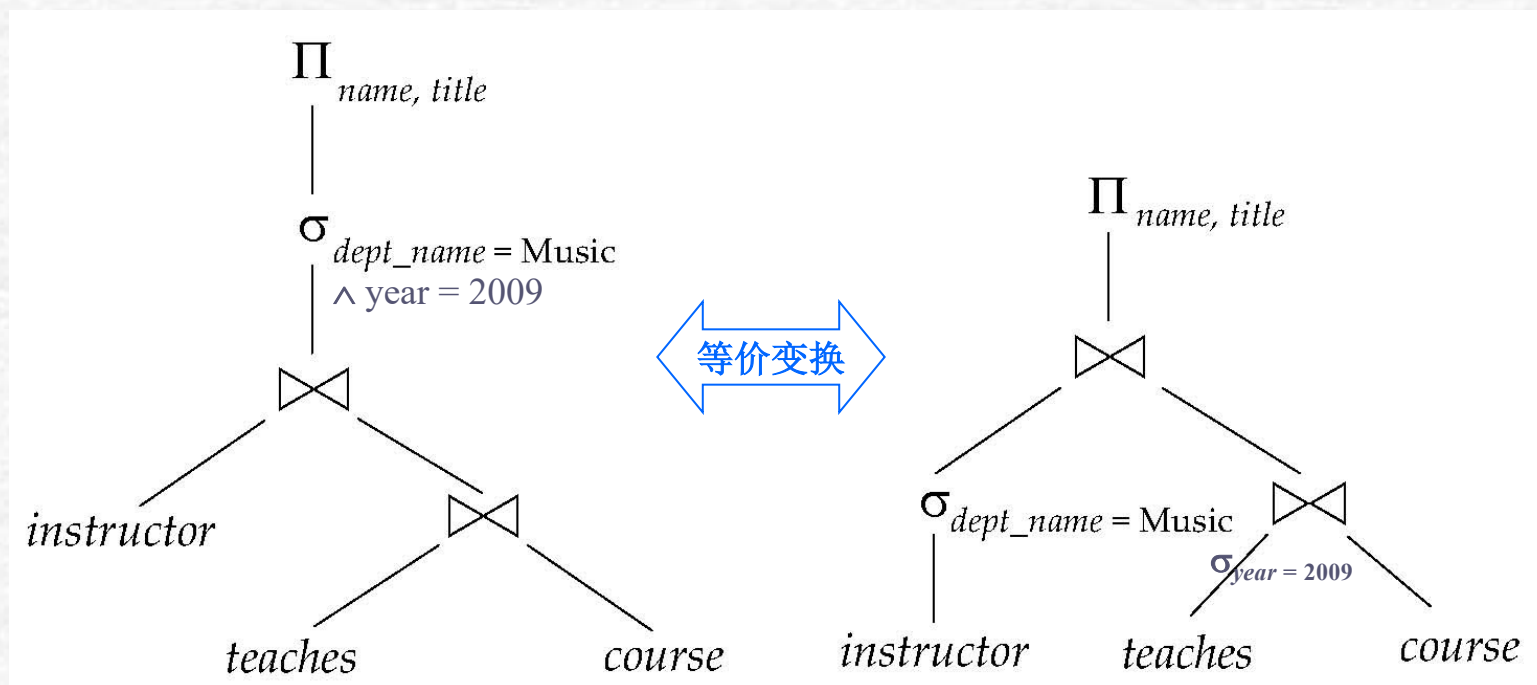 Π name, title
σ dept_name = Music
∧ year = 2009
⋈
instructor
⋈
teaches
course
等价变换
Π name, title
⋈
σ dept_name = Music
⋈
σ year = 2009
instructor
teaches
course